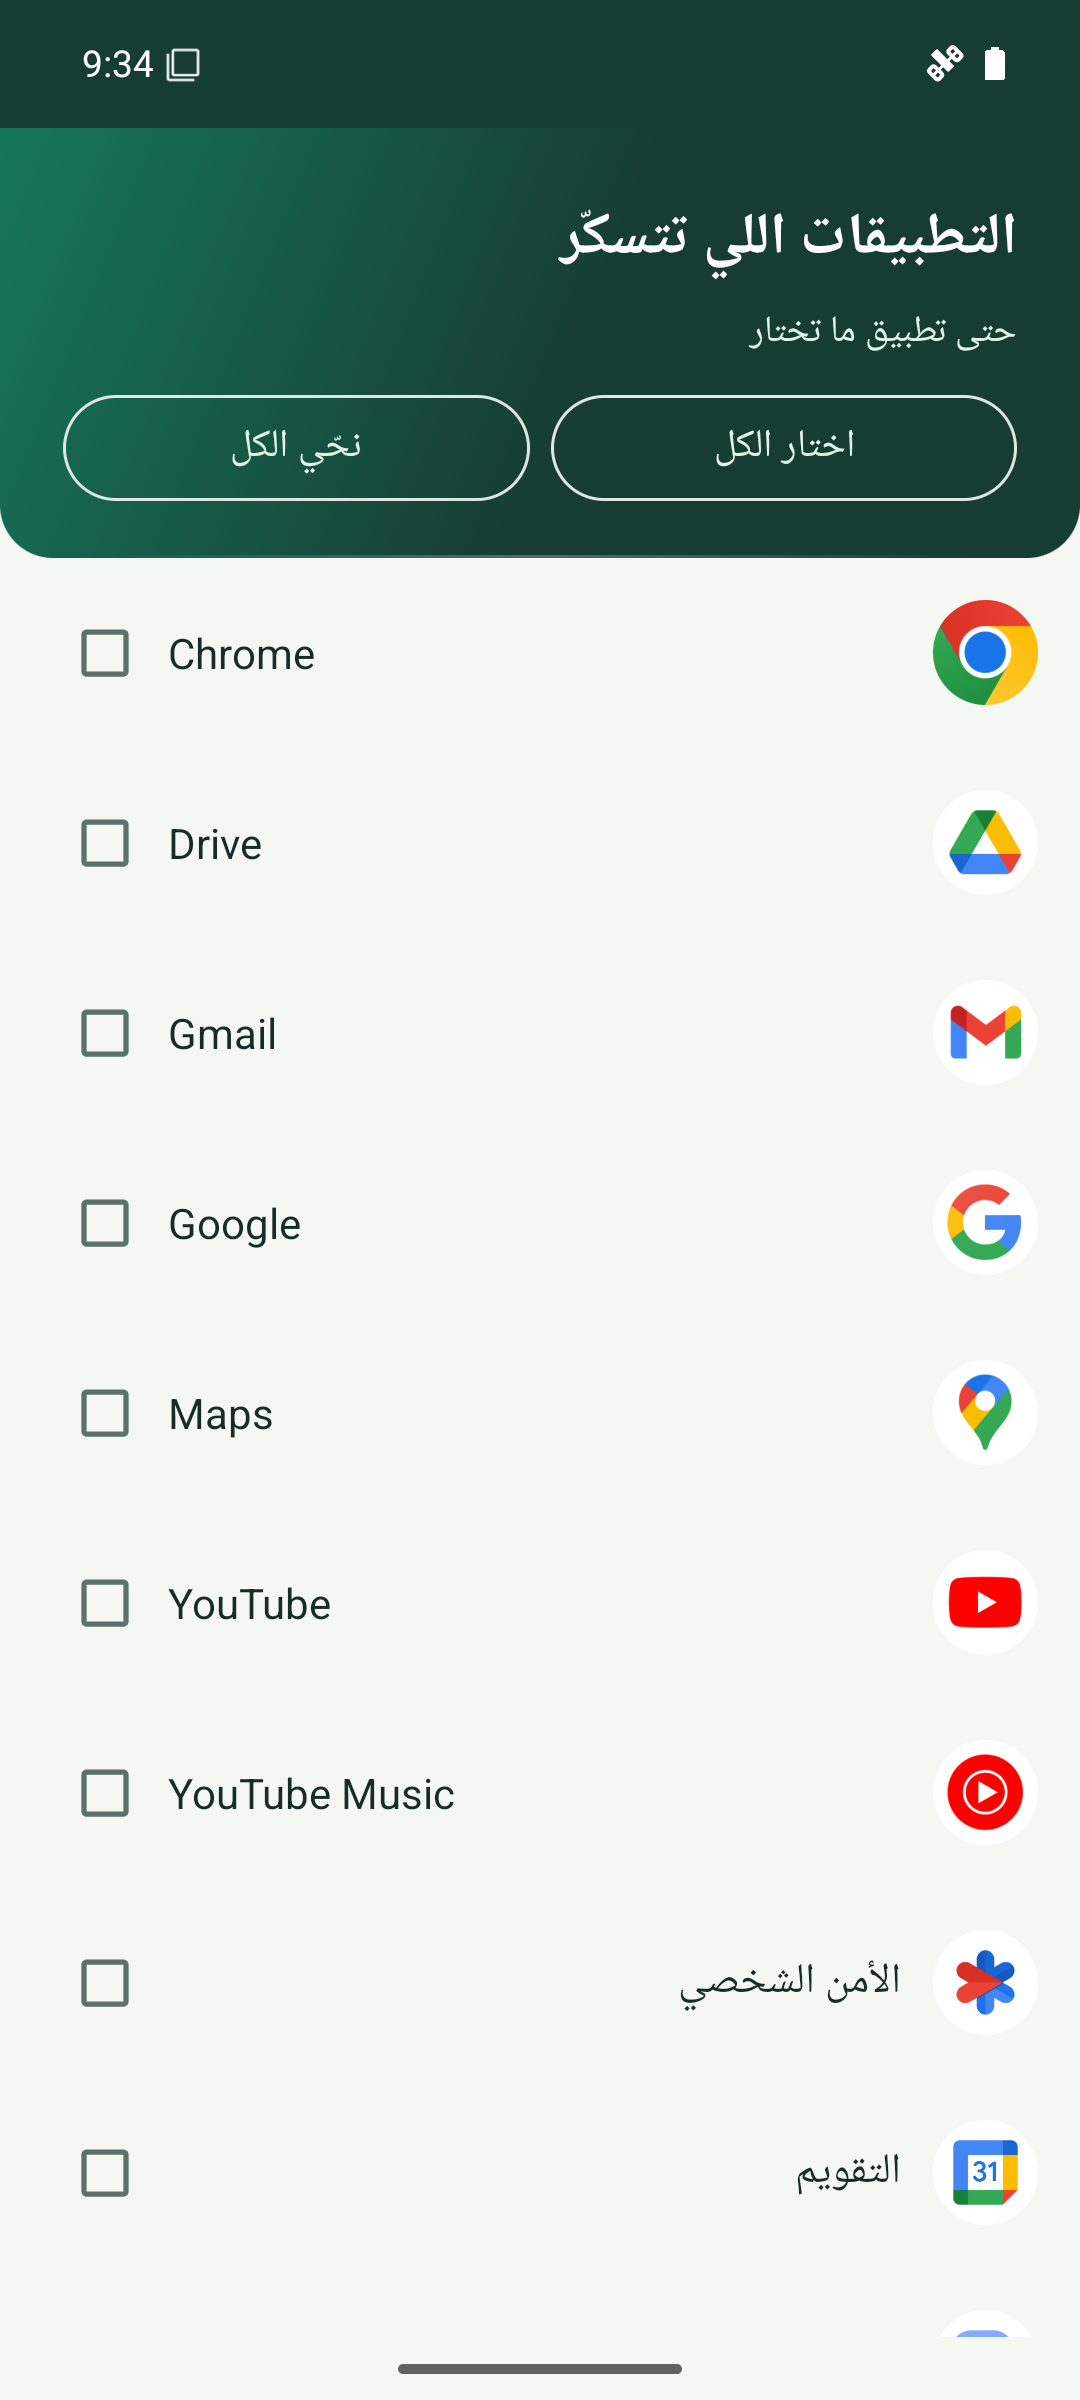 9:34
التطبيقات اللي تتسكّر
حتى تطبيق ما تختار
اختار الكل
نحّي الكل
Chrome
Drive
Gmail
Google
Maps
YouTube
YouTube Music
الأمن الشخصي
التقويم
31